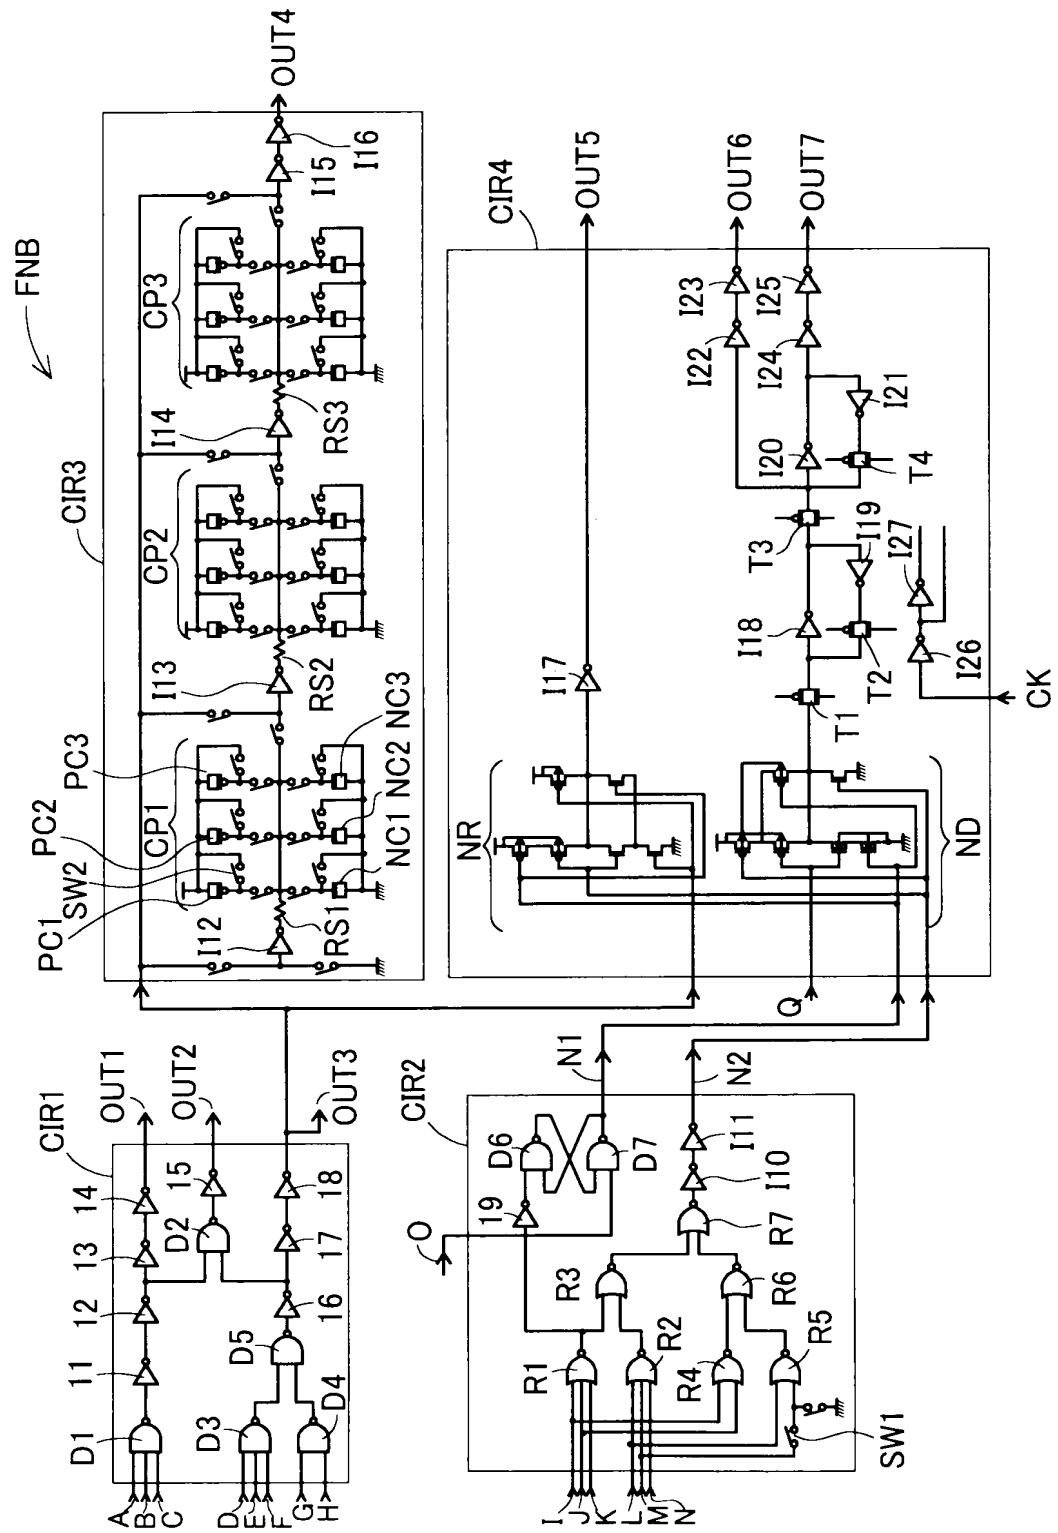 FNB
CIR1
A
B
C
D
E
F
G
H
D1
11
12
13
14
OUT1
D2
15
OUT2
D3
D4
D5
16
17
18
OUT3
CIR2
I
J
K
L
M
N
O
R1
R2
R3
R4
R5
R6
R7
SW1
19
D6
D7
I10
I11
N1
N2
CIR3
CP1
CP2
CP3
PC1
SW2
PC2
PC3
I12
RS1
NC1
NC2
NC3
I13
RS2
I14
RS3
I15
I16
OUT4
CIR4
NR
I17
OUT5
Q
ND
T1
I18
T2
I19
T3
I20
T4
I21
I22
I23
OUT6
I24
I25
OUT7
CK
I26
I27